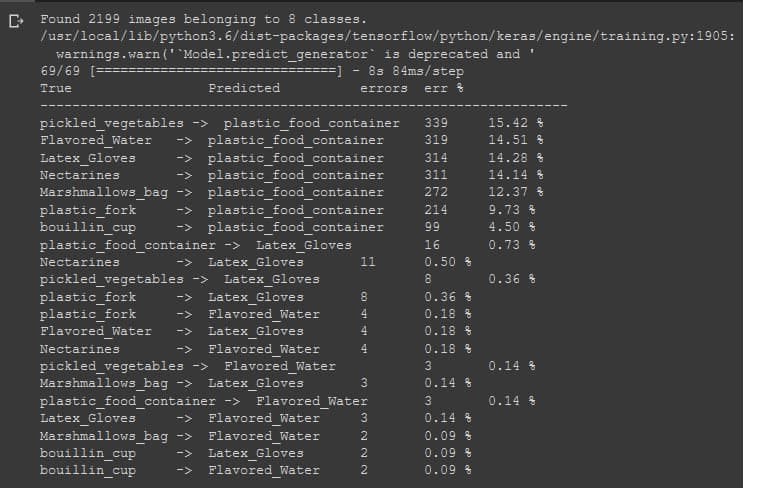 Found 2199 images belonging to 8 classes.
/usr/local/lib/python3.6/dist-packages/tensorflow/python/keras/engine/training.py:1905:
warnings.warn('`Model.predict_generator` is deprecated and '
69/69 [==============================] - 8s 84ms/step
True Predicted errors err %
------------------------------------------------------------------
pickled_vegetables -> plastic_food_container 339 15.42 %
Flavored_Water -> plastic_food_container 319 14.51 %
Latex_Gloves -> plastic_food_container 314 14.28 %
Nectarines -> plastic_food_container 311 14.14 %
Marshmallows_bag -> plastic_food_container 272 12.37 %
plastic_fork -> plastic_food_container 214 9.73 %
bouillin_cup -> plastic_food_container 99 4.50 %
plastic_food_container -> Latex_Gloves 16 0.73 %
Nectarines -> Latex_Gloves 11 0.50 %
pickled_vegetables -> Latex_Gloves 8 0.36 %
plastic_fork -> Latex_Gloves 8 0.36 %
plastic_fork -> Flavored_Water 4 0.18 %
Flavored_Water -> Latex_Gloves 4 0.18 %
Nectarines -> Flavored_Water 4 0.18 %
pickled_vegetables -> Flavored_Water 3 0.14 %
Marshmallows_bag -> Latex_Gloves 3 0.14 %
plastic_food_container -> Flavored_Water 3 0.14 %
Latex_Gloves -> Flavored_Water 3 0.14 %
Marshmallows_bag -> Flavored_Water 2 0.09 %
bouillin_cup -> Latex_Gloves 2 0.09 %
bouillin_cup -> Flavored_Water 2 0.09 %